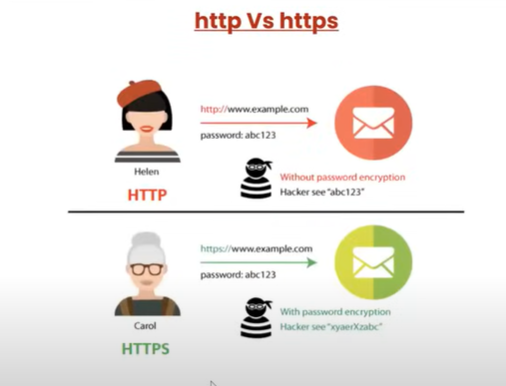 http Vs https
http://www.example.com
password: abc123
Helen
HTTP
Without password encryption
Hacker see "abc123"
https://www.example.com
password: abc123
Carol
HTTPS
With password encryption
Hacker see "xyaerXzabc"